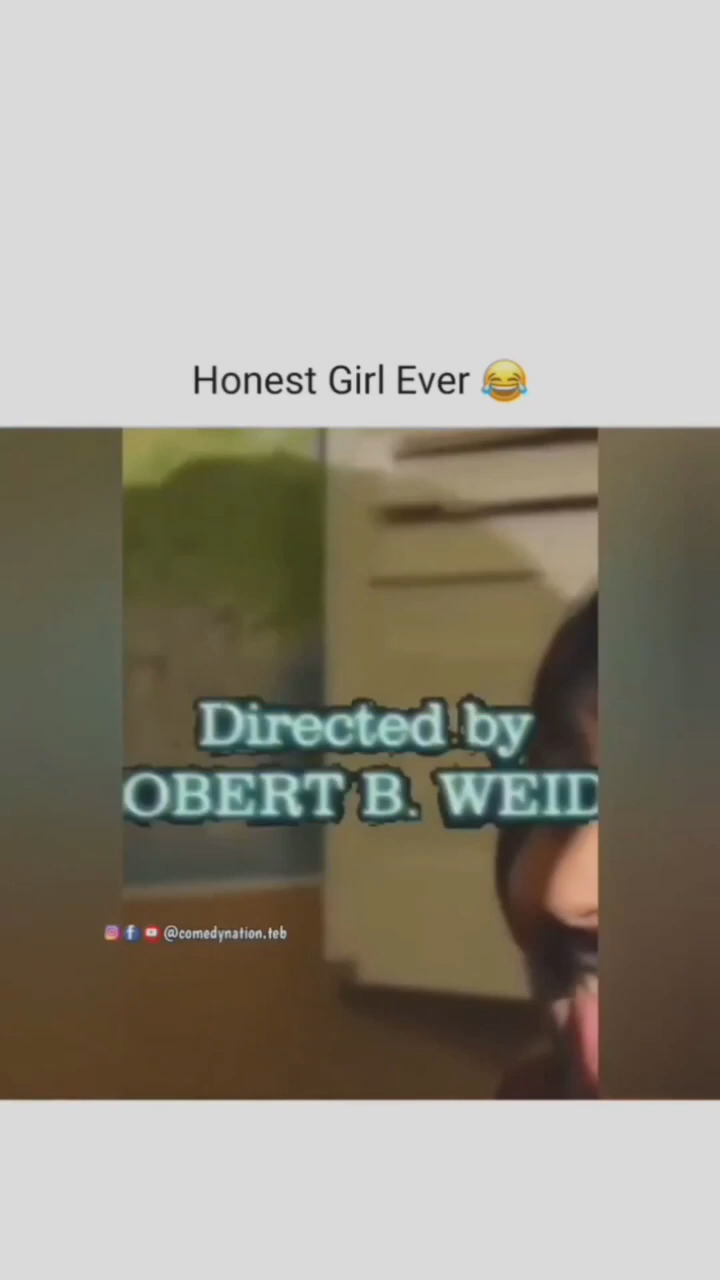 Honest Girl Ever 😂
Directed by
OBERT B. WEID
@comedynation.teb